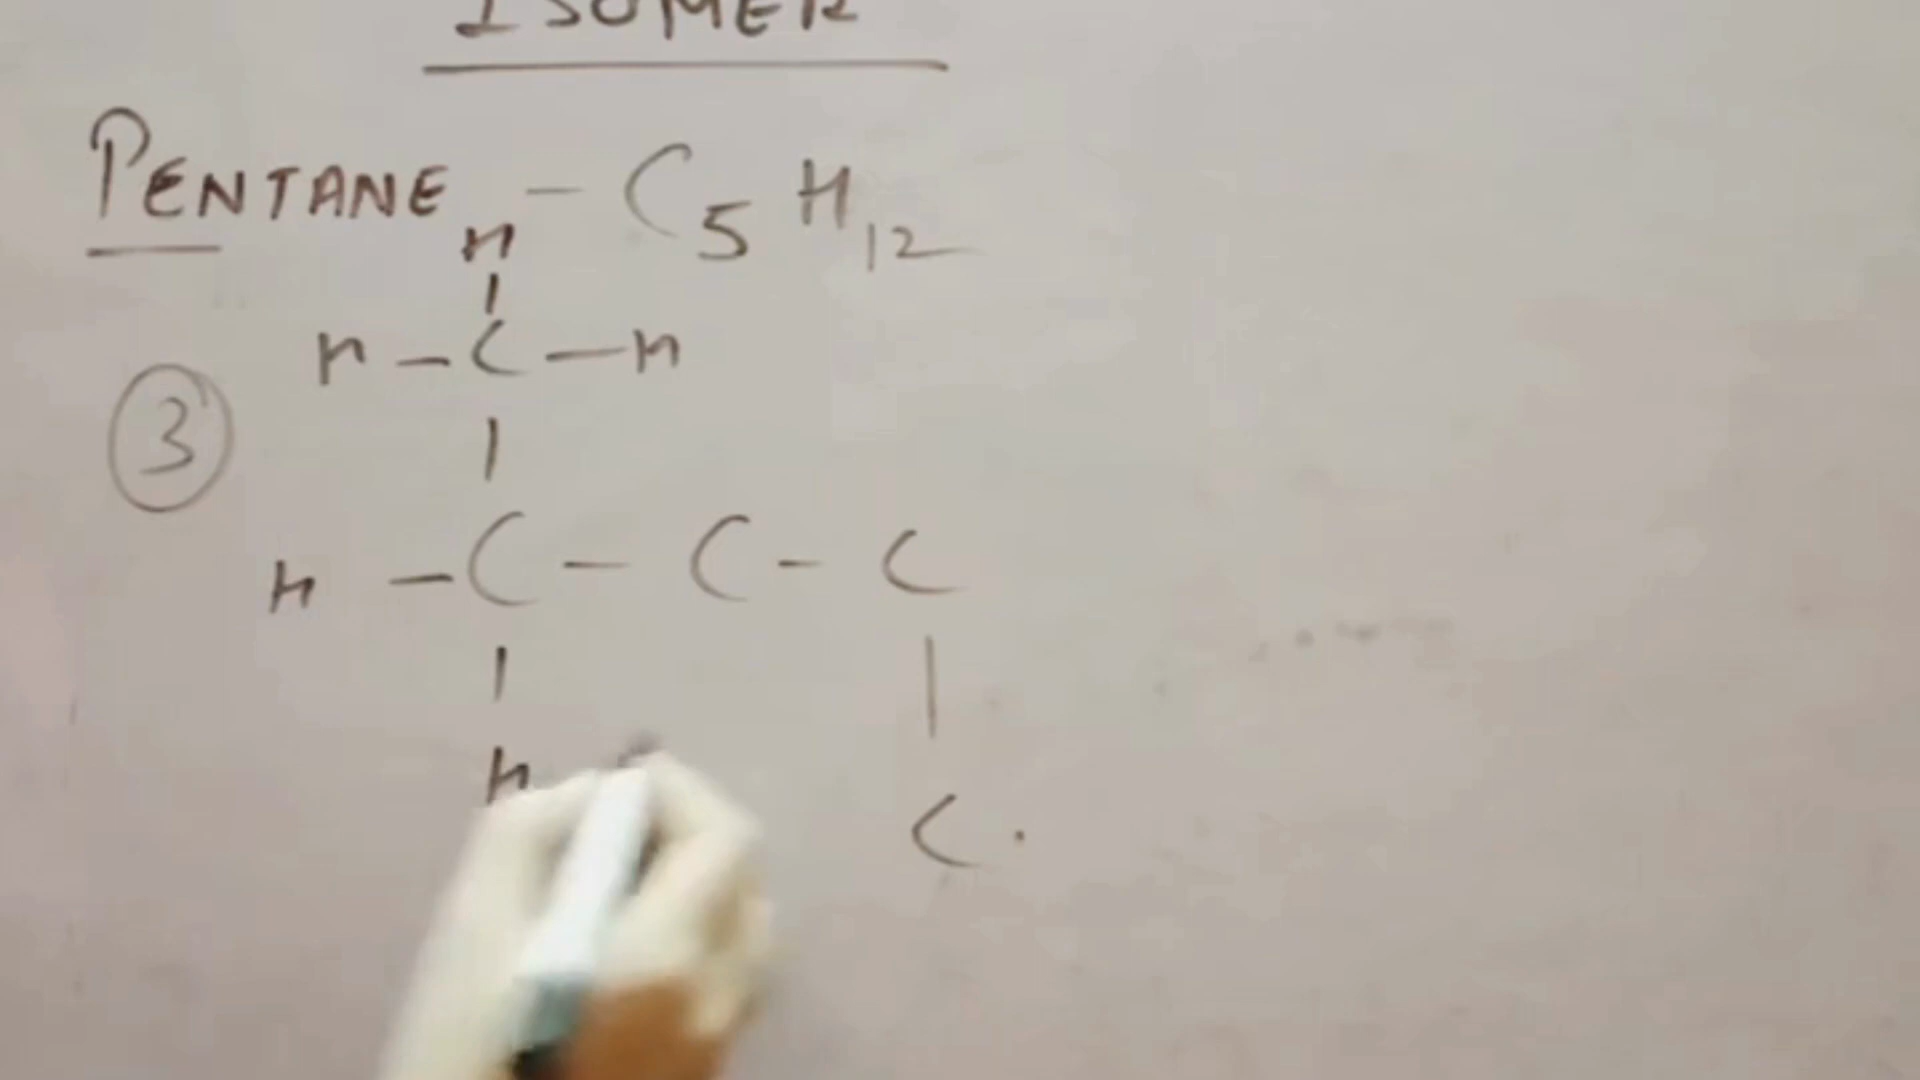 ISOMER
PENTANE - C5H12
H
H - C - H
3
H - C - C - C
H
C